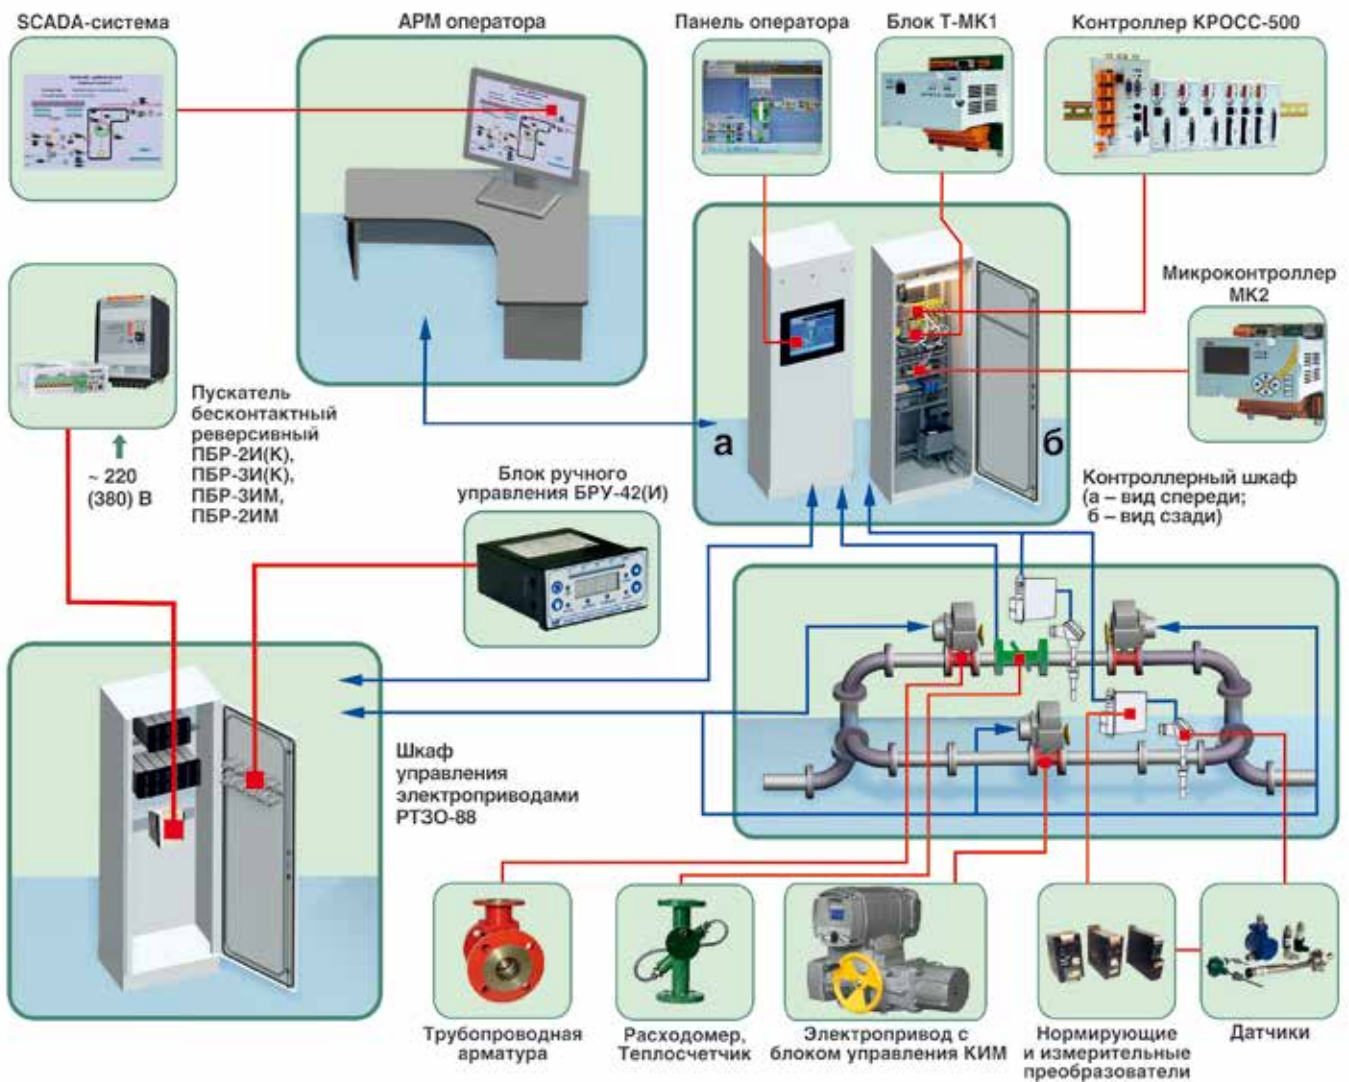 SCADA-система
АРМ оператора
Панель оператора
Блок Т-МК1
Контроллер КРОСС-500
Микроконтроллер
МК2
Пускатель
бесконтактный
реверсивный
ПБР-2И(К),
ПБР-3И(К),
ПБР-3ИМ,
ПБР-2ИМ
~ 220
(380) В
Блок ручного
управления БРУ-42(И)
а
б
Контроллерный шкаф
(а – вид спереди;
б – вид сзади)
Шкаф
управления
электроприводами
РТЗО-88
Трубопроводная
арматура
Расходомер,
Теплосчетчик
Электропривод с
блоком управления КИМ
Нормирующие
и измерительные
преобразователи
Датчики